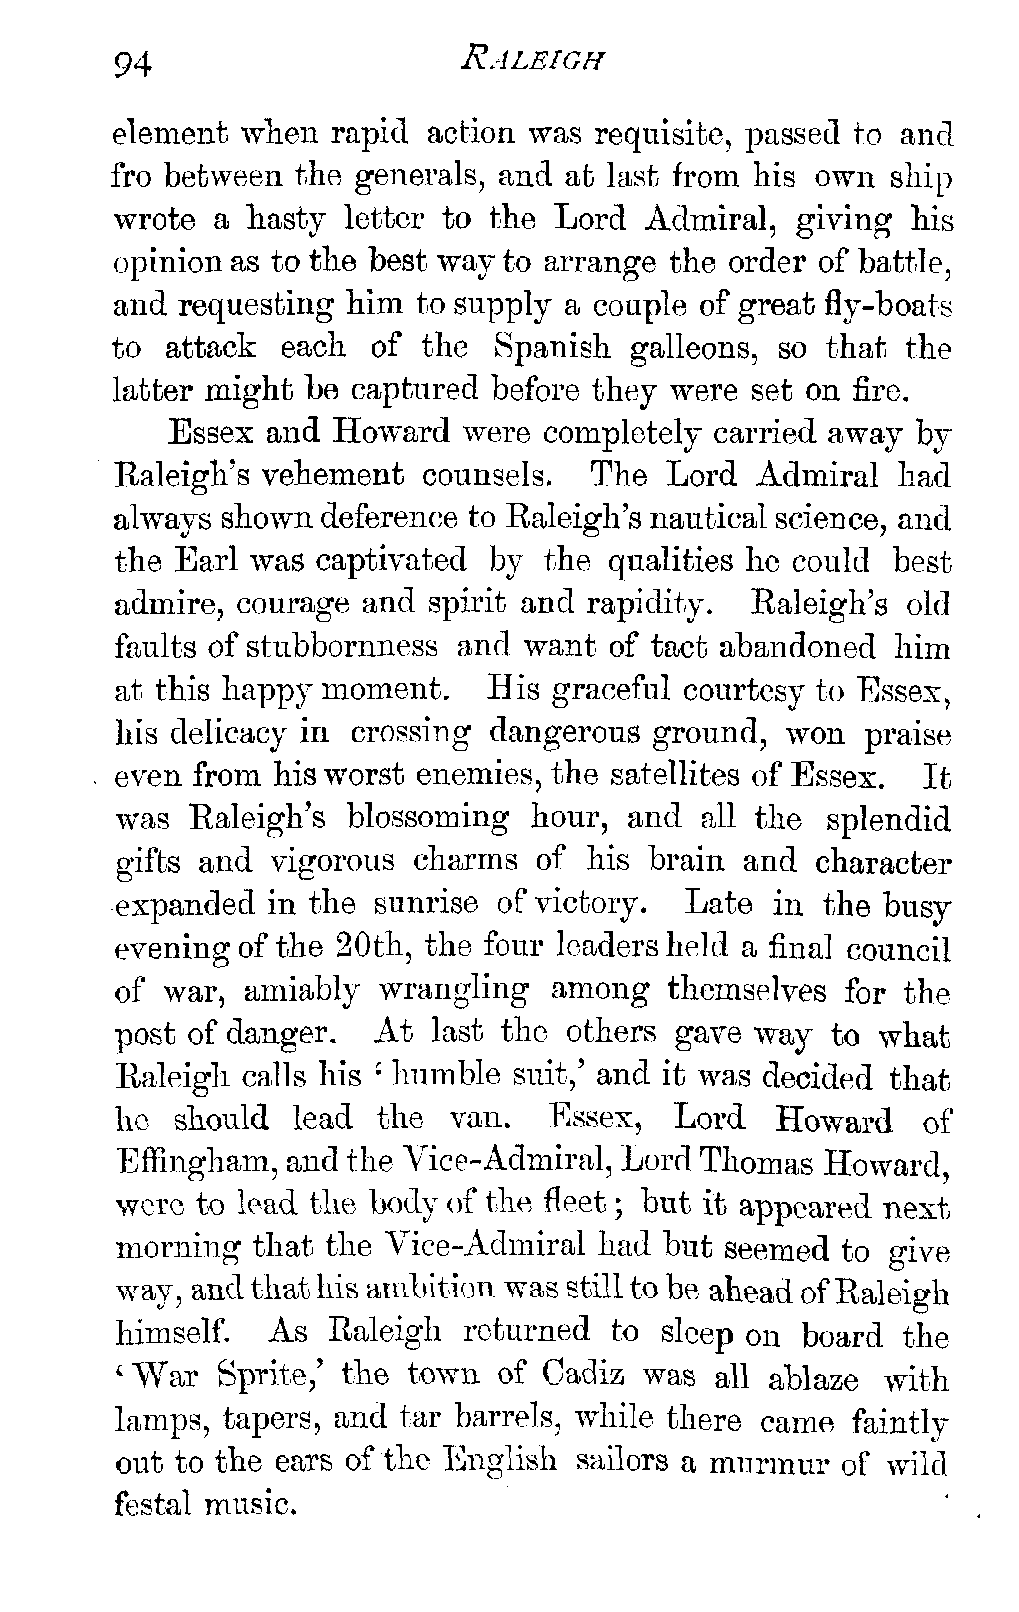 94 RALEIGH
element when rapid action was requisite, passed to and
fro between the generals, and at last from his own ship
wrote a hasty letter to the Lord Admiral, giving his
opinion as to the best way to arrange the order of battle,
and requesting him to supply a couple of great fly-boats
to attack each of the Spanish galleons, so that the
latter might be captured before they were set on fire.
Essex and Howard were completely carried away by
Raleigh's vehement counsels. The Lord Admiral had
always shown deference to Raleigh's nautical science, and
the Earl was captivated by the qualities he could best
admire, courage and spirit and rapidity. Raleigh's old
faults of stubbornness and want of tact abandoned him
at this happy moment. His graceful courtesy to Essex,
his delicacy in crossing dangerous ground, won praise
even from his worst enemies, the satellites of Essex. It
was Raleigh's blossoming hour, and all the splendid
gifts and vigorous charms of his brain and character
expanded in the sunrise of victory. Late in the busy
evening of the 20th, the four leaders held a final council
of war, amiably wrangling among themselves for the
post of danger. At last the others gave way to what
Raleigh calls his ‘humble suit,’ and it was decided that
he should lead the van. Essex, Lord Howard of
Effingham, and the Vice-Admiral, Lord Thomas Howard,
were to lead the body of the fleet; but it appeared next
morning that the Vice-Admiral had but seemed to give
way, and that his ambition was still to be ahead of Raleigh
himself. As Raleigh returned to sleep on board the
‘War Sprite,’ the town of Cadiz was all ablaze with
lamps, tapers, and tar barrels, while there came faintly
out to the ears of the English sailors a murmur of wild
festal music.